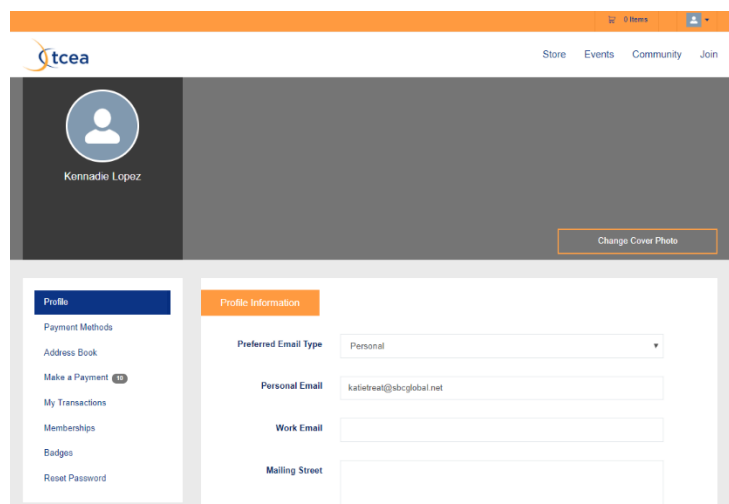 0 Items
tcea
Store Events Community Join
Kennadie Lopez
Change Cover Photo
Profile
Payment Methods
Address Book
Make a Payment 18
My Transactions
Memberships
Badges
Reset Password
Profile Information
Preferred Email Type Personal
Personal Email katietreat@sbcglobal.net
Work Email
Mailing Street